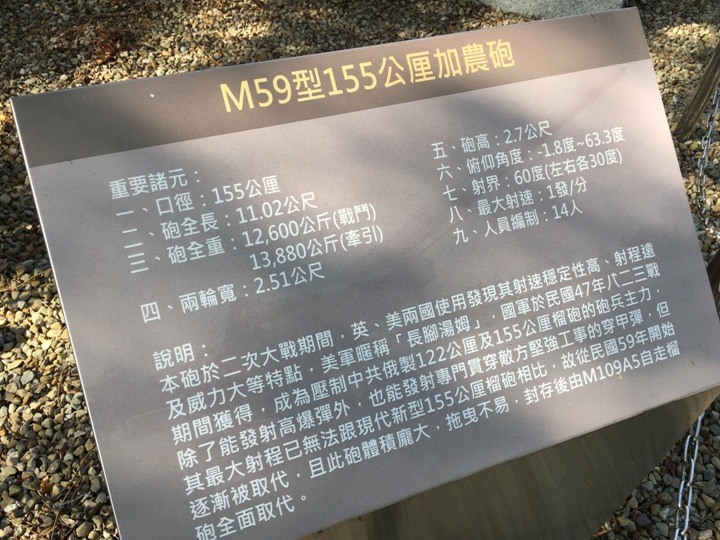 M59型155公厘加農砲
重要諸元：
一、口徑：155公厘
二、砲全長：11.02公尺
三、砲全重：12,600公斤(戰鬥)
13,880公斤(牽引)
四、兩輪寬：2.51公尺
五、砲高：2.7公尺
六、俯仰角度：-1.8度~63.3度
七、射界：60度(左右各30度)
八、最大射速：1發/分
九、人員編制：14人
說明：
本砲於二次大戰期間，英、美兩國使用發現其射速穩定性高、射程遠
及威力大等特點，美軍暱稱「長腳湯姆」，國軍於民國47年八二三戰
期間獲得，成為壓制中共俄製122公厘及155公厘榴砲的砲兵主力，
除了能發射高爆彈外，也能發射專門貫穿敵方堅強工事的穿甲彈，但
其最大射程已無法跟現代新型155公厘榴砲相比，故從民國59年開始
逐漸被取代，且此砲體積龐大，拖曳不易，封存後由M109A5自走榴
砲全面取代。